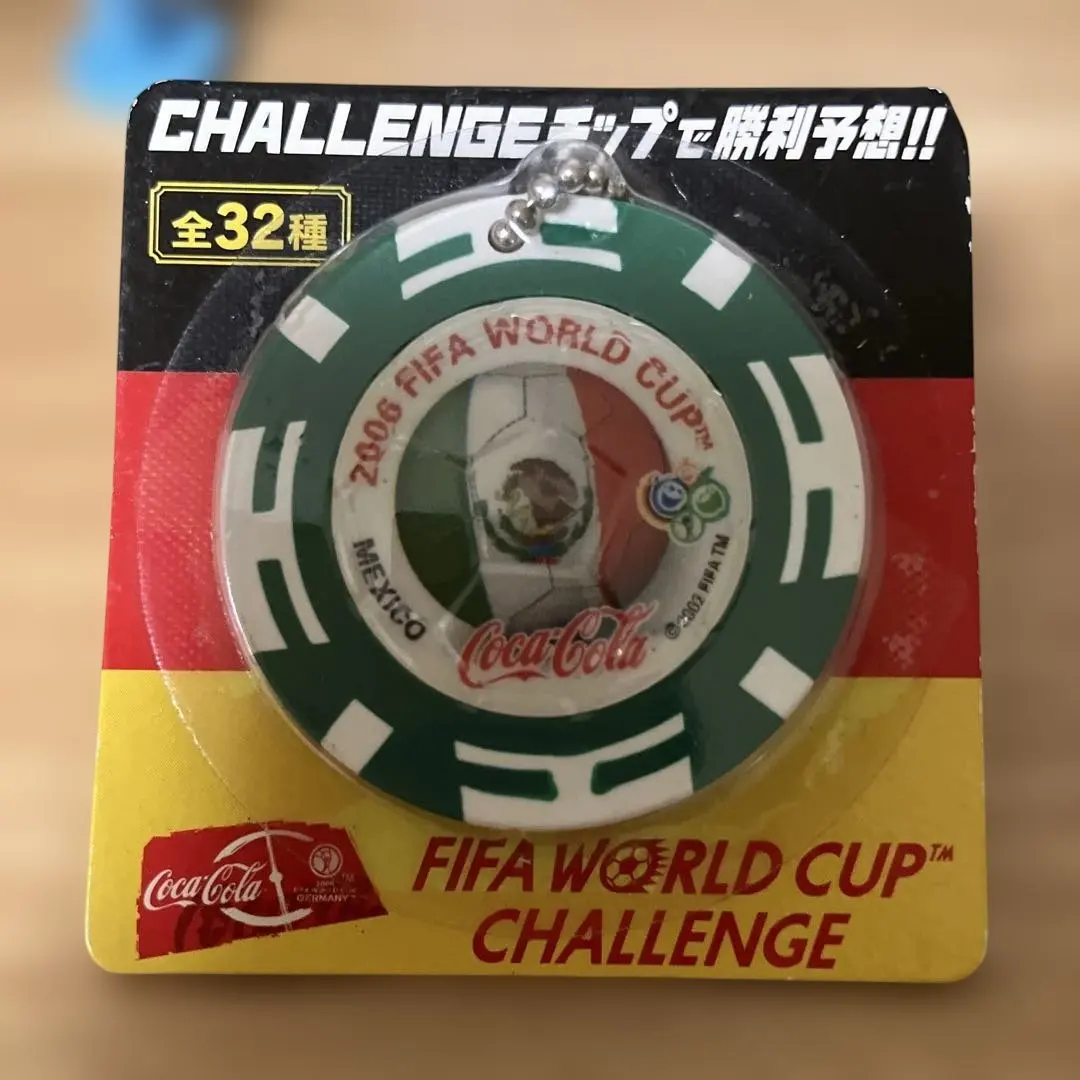 CHALLENGEチップで勝利予想!!
全32種
2006 FIFA WORLD CUP™
MEXICO
© 2002 FIFA TM
Coca-Cola
Coca-Cola
GERMANY
FIFA WORLD CUP™
CHALLENGE